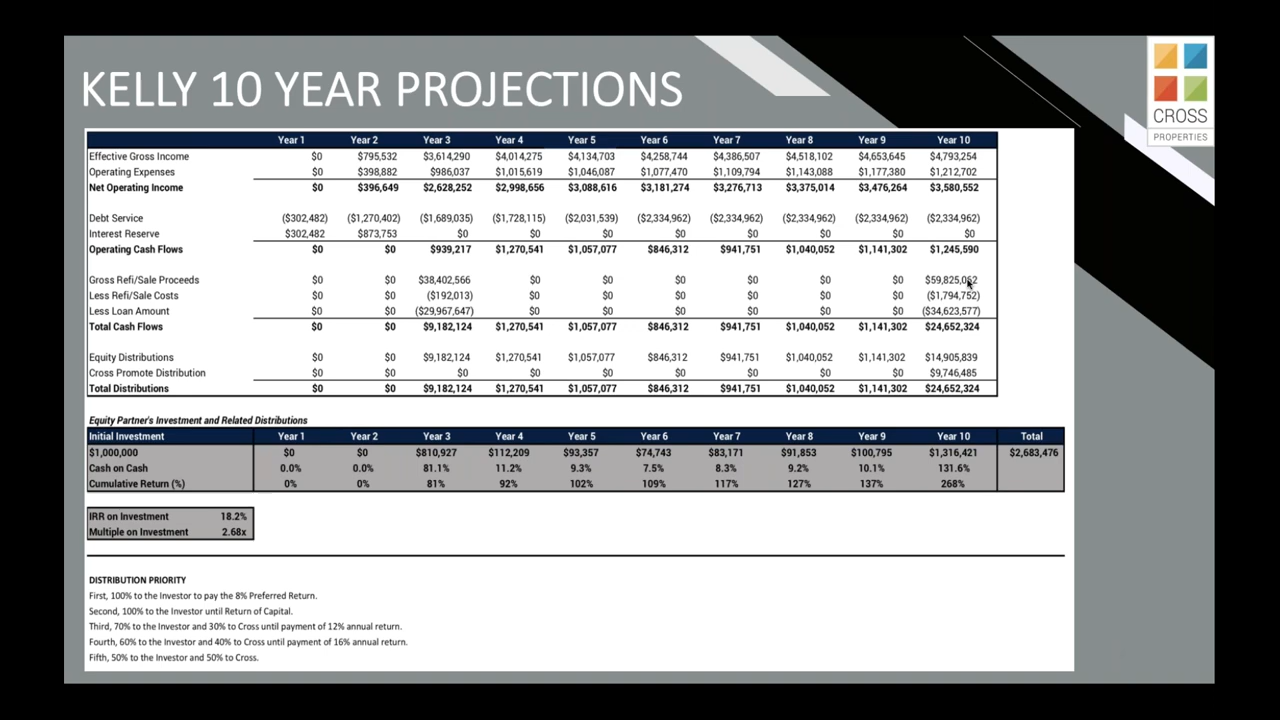 KELLY 10 YEAR PROJECTIONS
CROSS
PROPERTIES
Year 1 Year 2 Year 3 Year 4 Year 5 Year 6 Year 7 Year 8 Year 9 Year 10
Effective Gross Income $0 $795,532 $3,614,290 $4,014,275 $4,134,703 $4,258,744 $4,386,507 $4,518,102 $4,653,645 $4,793,254
Operating Expenses $0 $398,882 $986,037 $1,015,619 $1,046,087 $1,077,470 $1,109,794 $1,143,088 $1,177,380 $1,212,702
Net Operating Income $0 $396,649 $2,628,252 $2,998,656 $3,088,616 $3,181,274 $3,276,713 $3,375,014 $3,476,264 $3,580,552
Debt Service ($302,482) ($1,270,402) ($1,689,035) ($1,728,115) ($2,031,539) ($2,334,962) ($2,334,962) ($2,334,962) ($2,334,962) ($2,334,962)
Interest Reserve $302,482 $873,753 $0 $0 $0 $0 $0 $0 $0 $0
Operating Cash Flows $0 $0 $939,217 $1,270,541 $1,057,077 $846,312 $941,751 $1,040,052 $1,141,302 $1,245,590
Gross Refi/Sale Proceeds $0 $0 $38,402,566 $0 $0 $0 $0 $0 $0
Less Refi/Sale Costs $0 $0 ($192,013) $0 $0 $0 $0 $0 $0 ($1,794,752)
Less Loan Amount $0 $0 ($29,967,647) $0 $0 $0 $0 $0 $0 ($34,623,577)
Total Cash Flows $0 $0 $9,182,124 $1,270,541 $1,057,077 $846,312 $941,751 $1,040,052 $1,141,302 $24,652,324
Equity Distributions $0 $0 $9,182,124 $1,270,541 $1,057,077 $846,312 $941,751 $1,040,052 $1,141,302 $14,905,839
Cross Promote Distribution $0 $0 $0 $0 $0 $0 $0 $0 $0 $9,746,485
Total Distributions $0 $0 $9,182,124 $1,270,541 $1,057,077 $846,312 $941,751 $1,040,052 $1,141,302 $24,652,324
Equity Partner's Investment and Related Distributions
Initial Investment Year 1 Year 2 Year 3 Year 4 Year 5 Year 6 Year 7 Year 8 Year 9 Year 10 Total
$1,000,000 $0 $0 $810,927 $112,209 $93,357 $74,743 $83,171 $91,853 $100,795 $1,316,421 $2,683,476
Cash on Cash 0.0% 0.0% 81.1% 11.2% 9.3% 7.5% 8.3% 9.2% 10.1% 131.6%
Cumulative Return (%) 0% 0% 81% 92% 102% 109% 117% 127% 137% 268%
IRR on Investment 18.2%
Multiple on Investment 2.68x
DISTRIBUTION PRIORITY
First, 100% to the Investor to pay the 8% Preferred Return.
Second, 100% to the Investor until Return of Capital.
Third, 70% to the Investor and 30% to Cross until payment of 12% annual return.
Fourth, 60% to the Investor and 40% to Cross until payment of 16% annual return.
Fifth, 50% to the Investor and 50% to Cross.